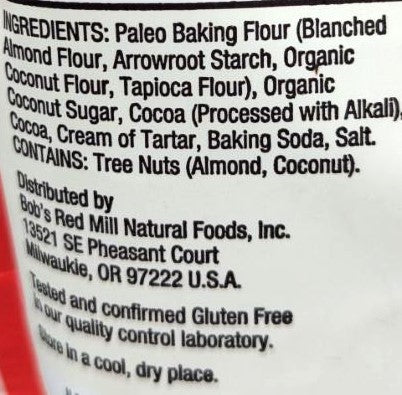 INGREDIENTS: Paleo Baking Flour (Blanched
Almond Flour, Arrowroot Starch, Organic
Coconut Flour, Tapioca Flour), Organic
Coconut Sugar, Cocoa (Processed with Alkali),
Cocoa, Cream of Tartar, Baking Soda, Salt.
CONTAINS: Tree Nuts (Almond, Coconut).
Distributed by
Bob's Red Mill Natural Foods, Inc.
13521 SE Pheasant Court
Milwaukie, OR 97222 U.S.A.
Tested and confirmed Gluten Free
in our quality control laboratory.
Store in a cool, dry place.